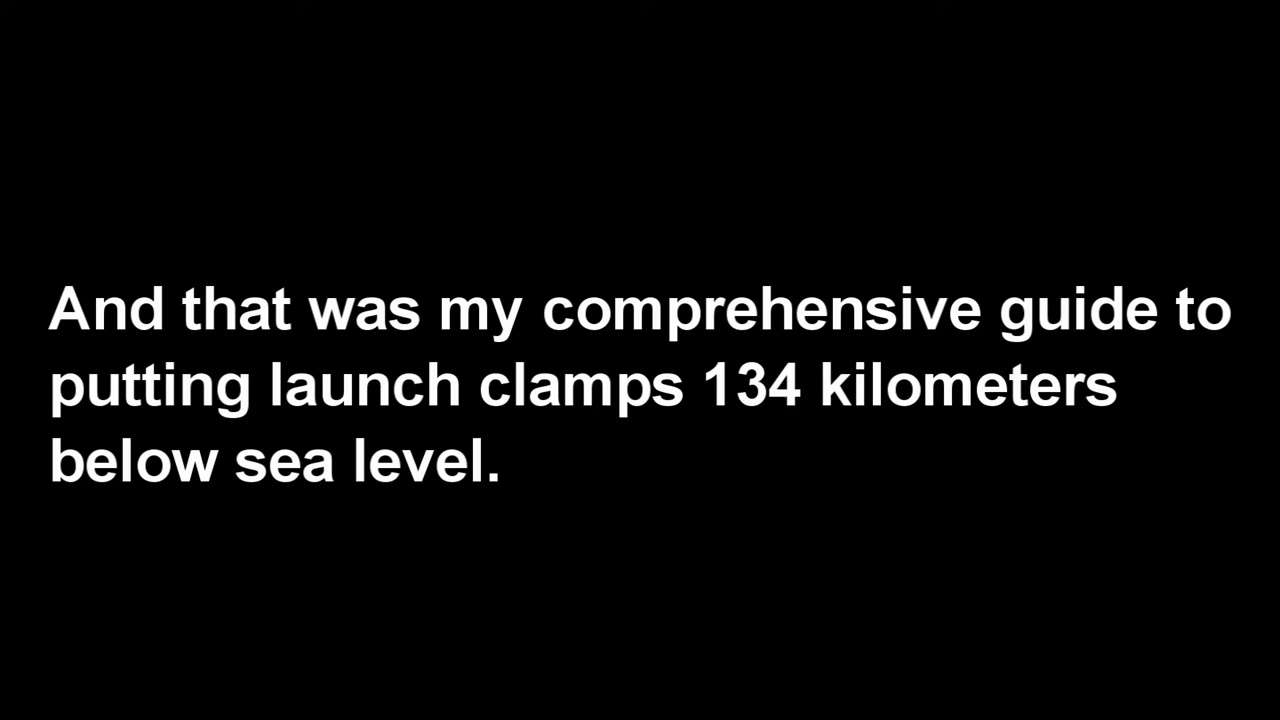 And that was my comprehensive guide to
putting launch clamps 134 kilometers
below sea level.